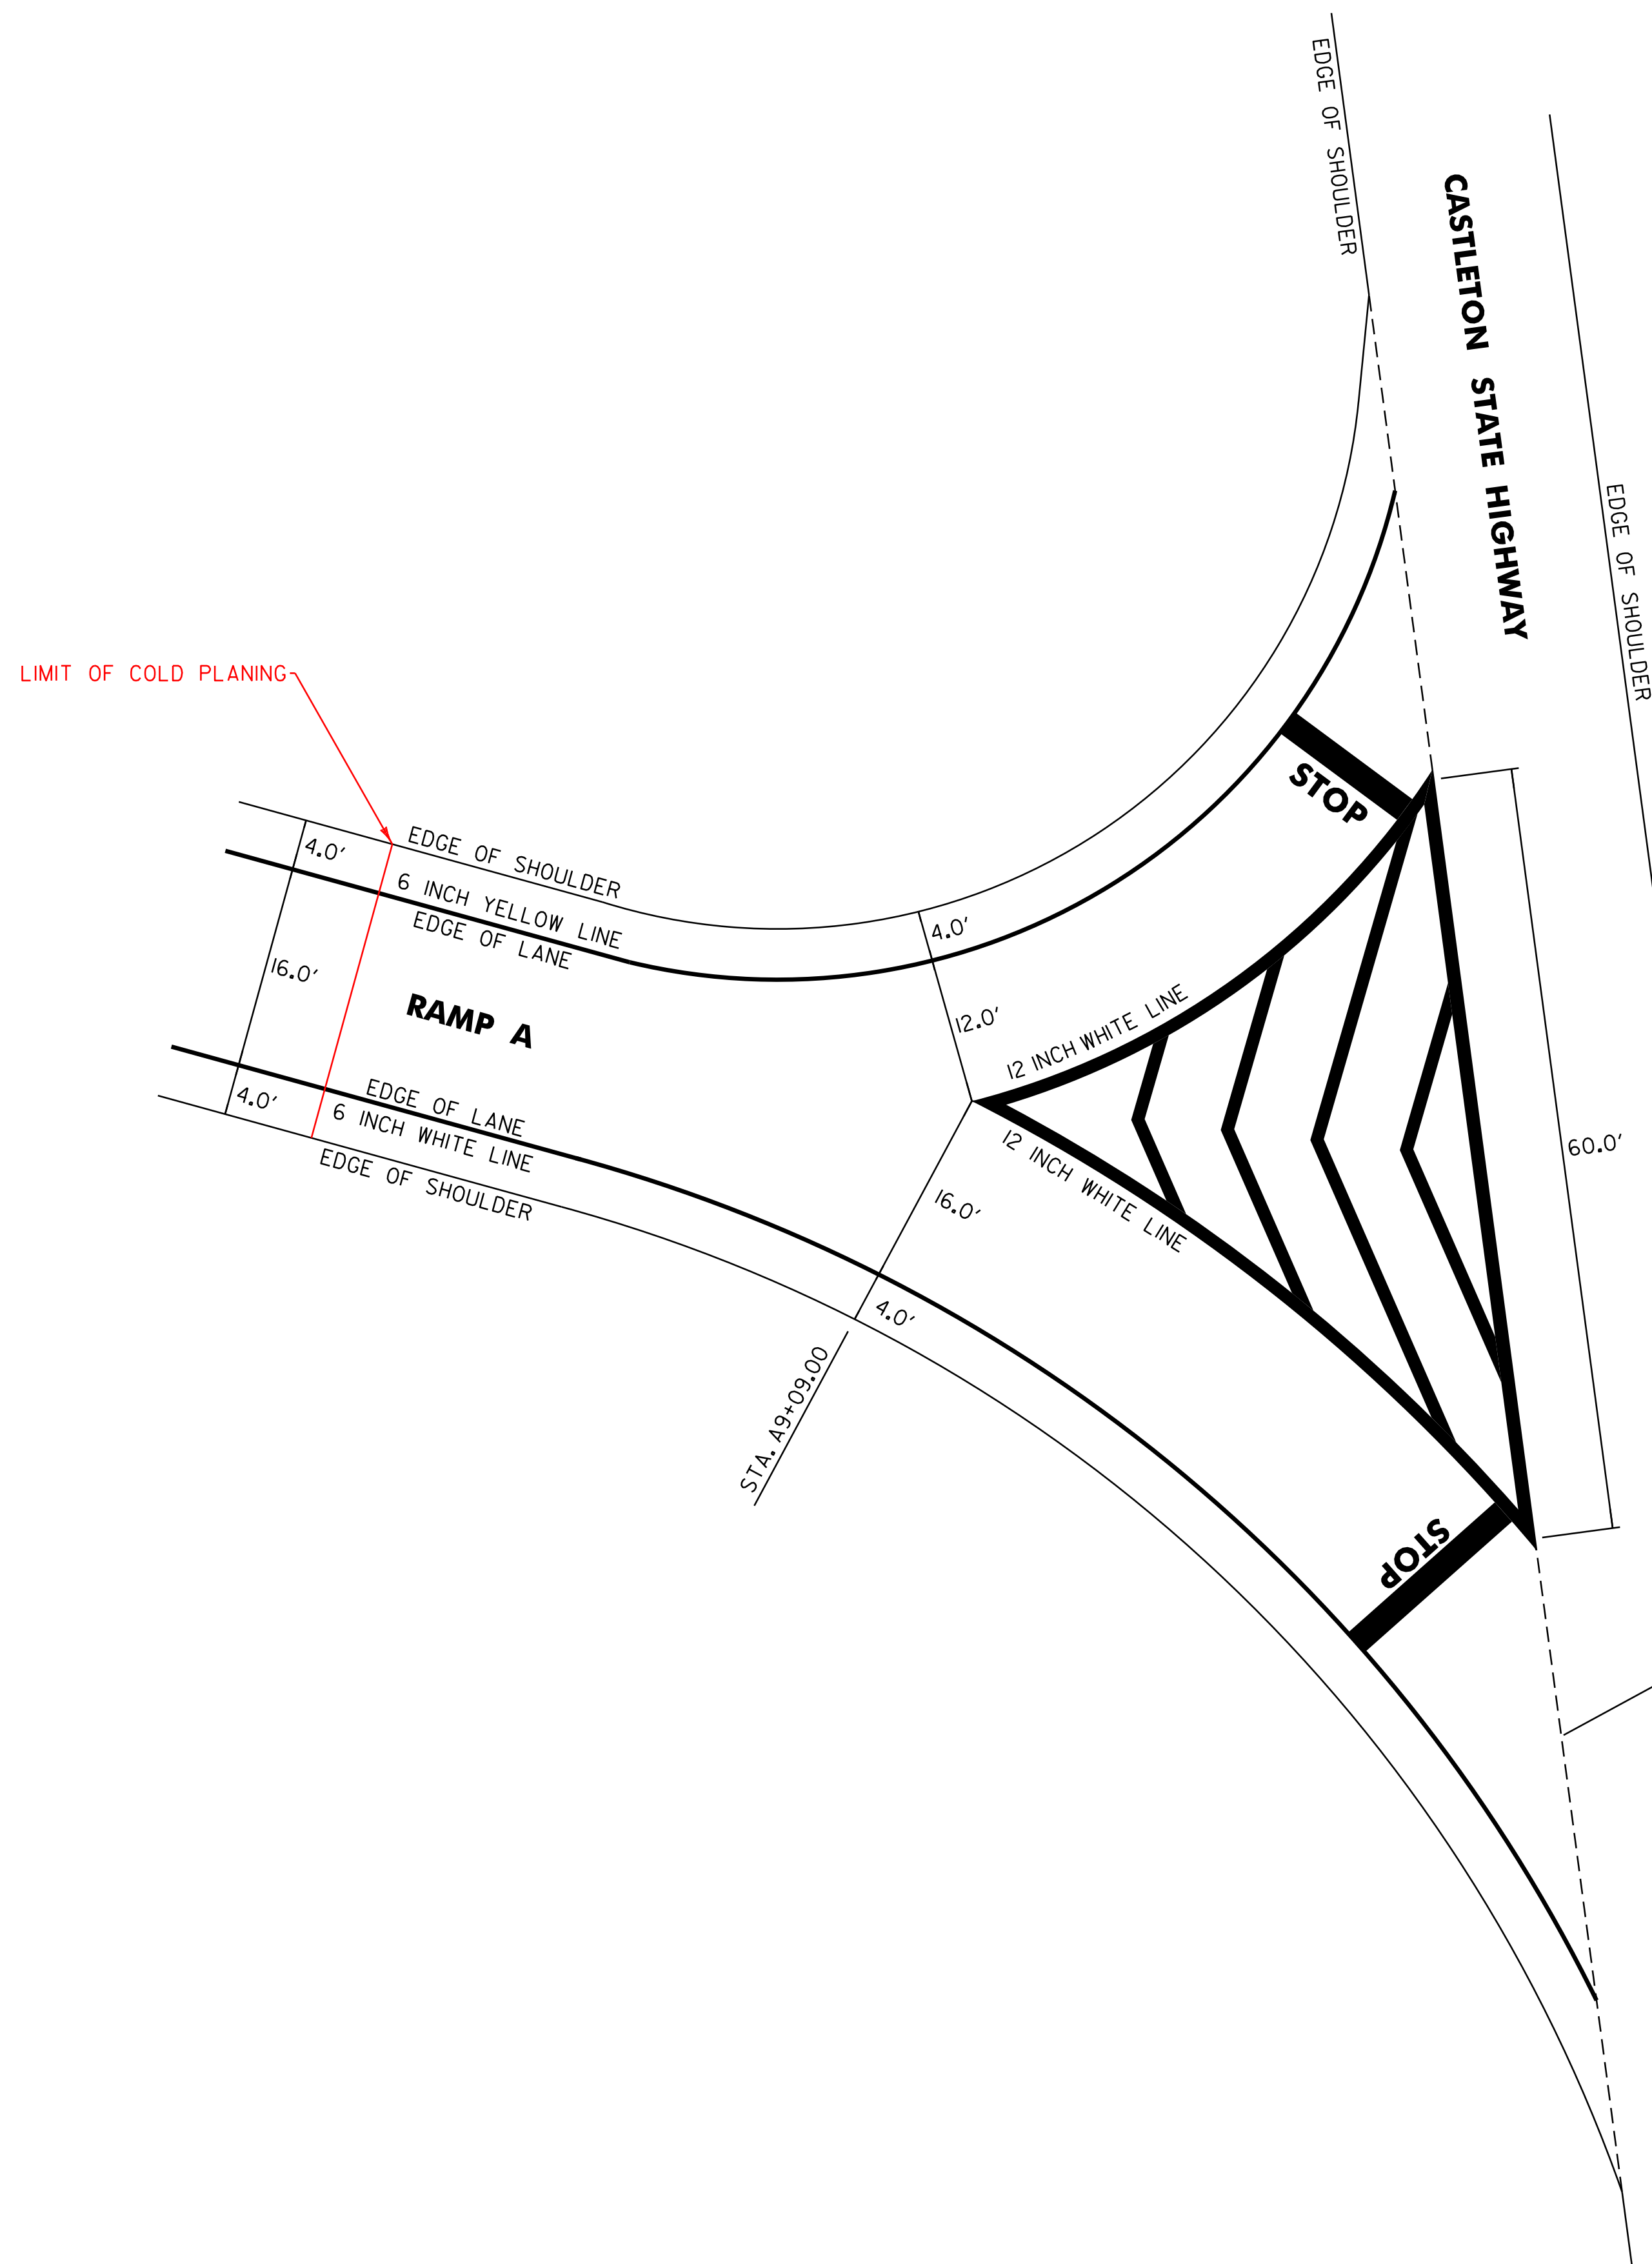 EDGE OF SHOULDER
CASTLETON STATE HIGHWAY
EDGE OF SHOULDER
LIMIT OF COLD PLANING
STOP
4.0'
EDGE OF SHOULDER
6 INCH YELLOW LINE
EDGE OF LANE
4.0'
16.0'
RAMP A
12.0'
12 INCH WHITE LINE
4.0'
EDGE OF LANE
6 INCH WHITE LINE
EDGE OF SHOULDER
12 INCH WHITE LINE
60.0'
16.0'
4.0'
STA. A9+09.00
STOP